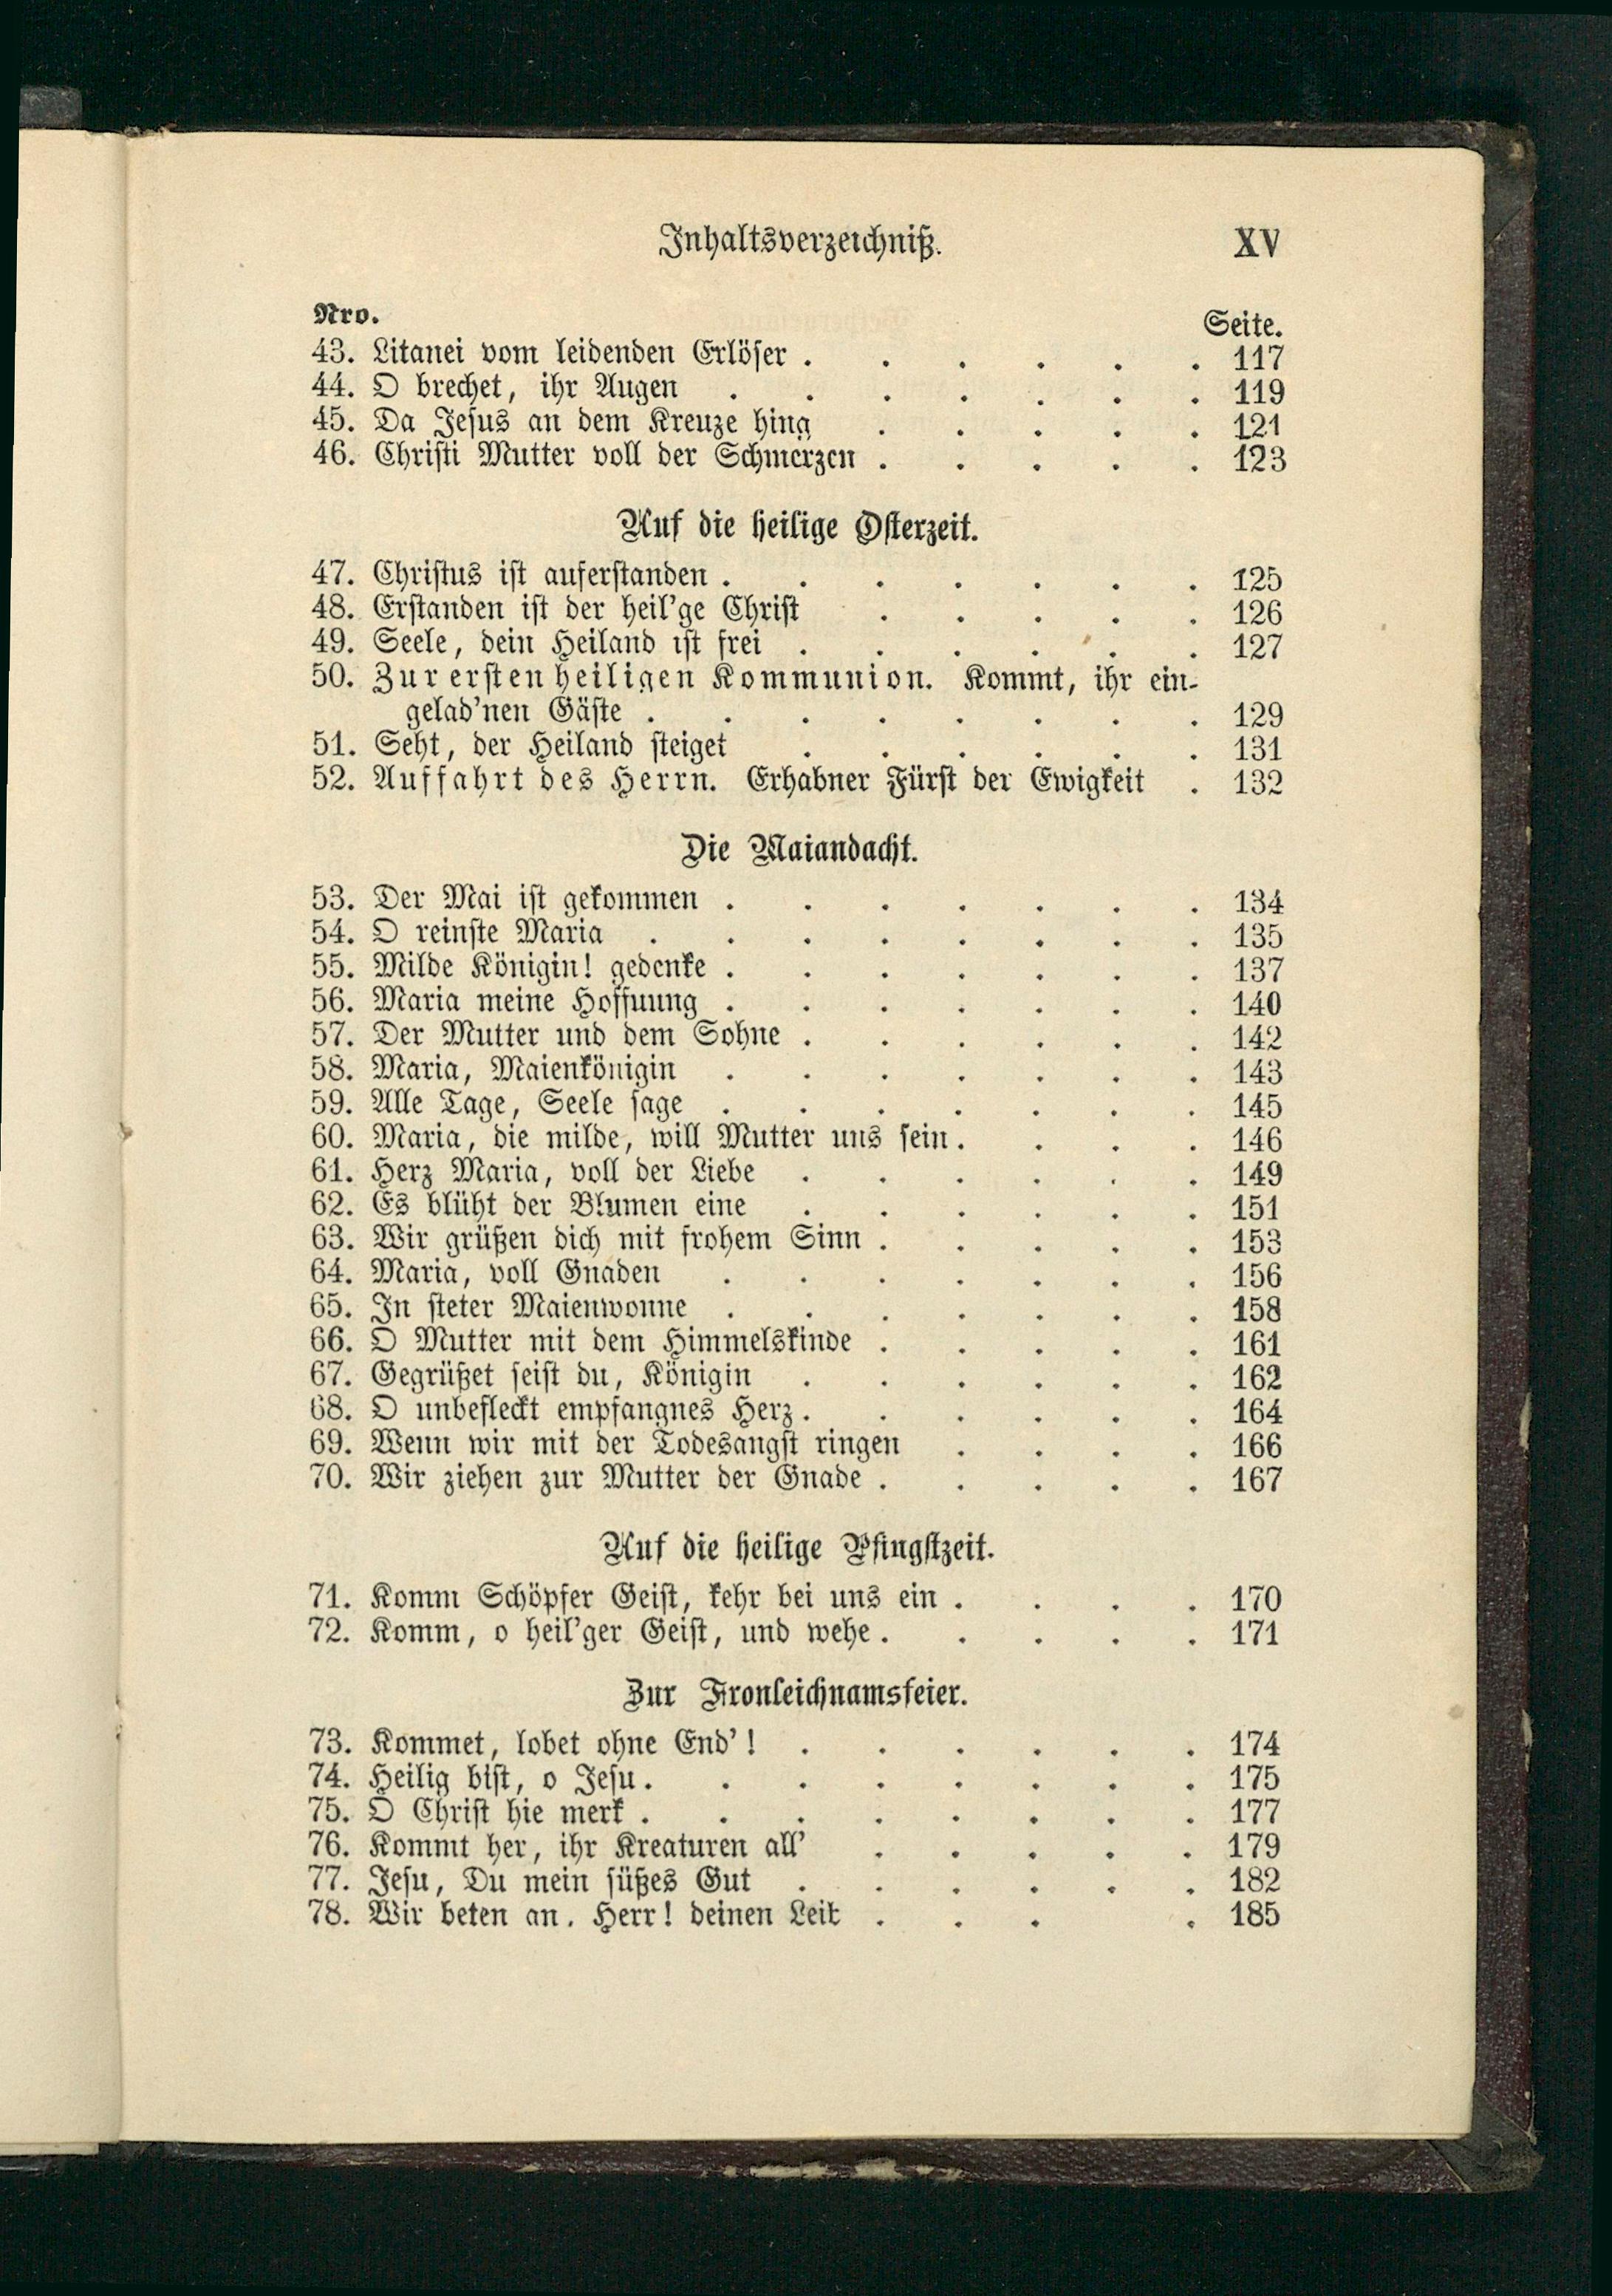 Inhaltsverzeichniß. XV
Nro. Seite.
43. Litanei vom leidenden Erlöser . . . . . . 117
44. O brechet, ihr Augen . . . . . . . 119
45. Da Jesus an dem Kreuze hing . . . . . 121
46. Christi Mutter voll der Schmerzen . . . . . 123
Auf die heilige Osterzeit.
47. Christus ist auferstanden . . . . . . . 125
48. Erstanden ist der heil'ge Christ . . . . . 126
49. Seele, dein Heiland ist frei . . . . . . 127
50. Zur ersten heiligen Kommunion. Kommt, ihr ein-
gelad'nen Gäste . . . . . . . . 129
51. Seht, der Heiland steiget . . . . . . 131
52. Auffahrt des Herrn. Erhabner Fürst der Ewigkeit . 132
Die Maiandacht.
53. Der Mai ist gekommen . . . . . . . 134
54. O reinste Maria . . . . . . . . 135
55. Milde Königin! gedenke . . . . . . . 137
56. Maria meine Hoffnung . . . . . . . 140
57. Der Mutter und dem Sohne . . . . . . 142
58. Maria, Maienkönigin . . . . . . . 143
59. Alle Tage, Seele sage . . . . . . . 145
60. Maria, die milde, will Mutter uns sein . . . . 146
61. Herz Maria, voll der Liebe . . . . . . 149
62. Es blüht der Blumen eine . . . . . . 151
63. Wir grüßen dich mit frohem Sinn . . . . . 153
64. Maria, voll Gnaden . . . . . . . 156
65. In steter Maienwonne . . . . . . . 158
66. O Mutter mit dem Himmelskinde . . . . . 161
67. Gegrüßet seist du, Königin . . . . . . 162
68. O unbefleckt empfangnes Herz . . . . . . 164
69. Wenn wir mit der Todesangst ringen . . . . 166
70. Wir ziehen zur Mutter der Gnade . . . . . 167
Auf die heilige Pfingstzeit.
71. Komm Schöpfer Geist, kehr bei uns ein . . . . 170
72. Komm, o heil'ger Geist, und wehe . . . . . 171
Zur Fronleichnamsfeier.
73. Kommet, lobet ohne End'! . . . . . . 174
74. Heilig bist, o Jesu . . . . . . . . 175
75. O Christ hie merk . . . . . . . . 177
76. Kommt her, ihr Kreaturen all' . . . . . 179
77. Jesu, Du mein süßes Gut . . . . . . 182
78. Wir beten an. Herr! deinen Leib . . . . 185